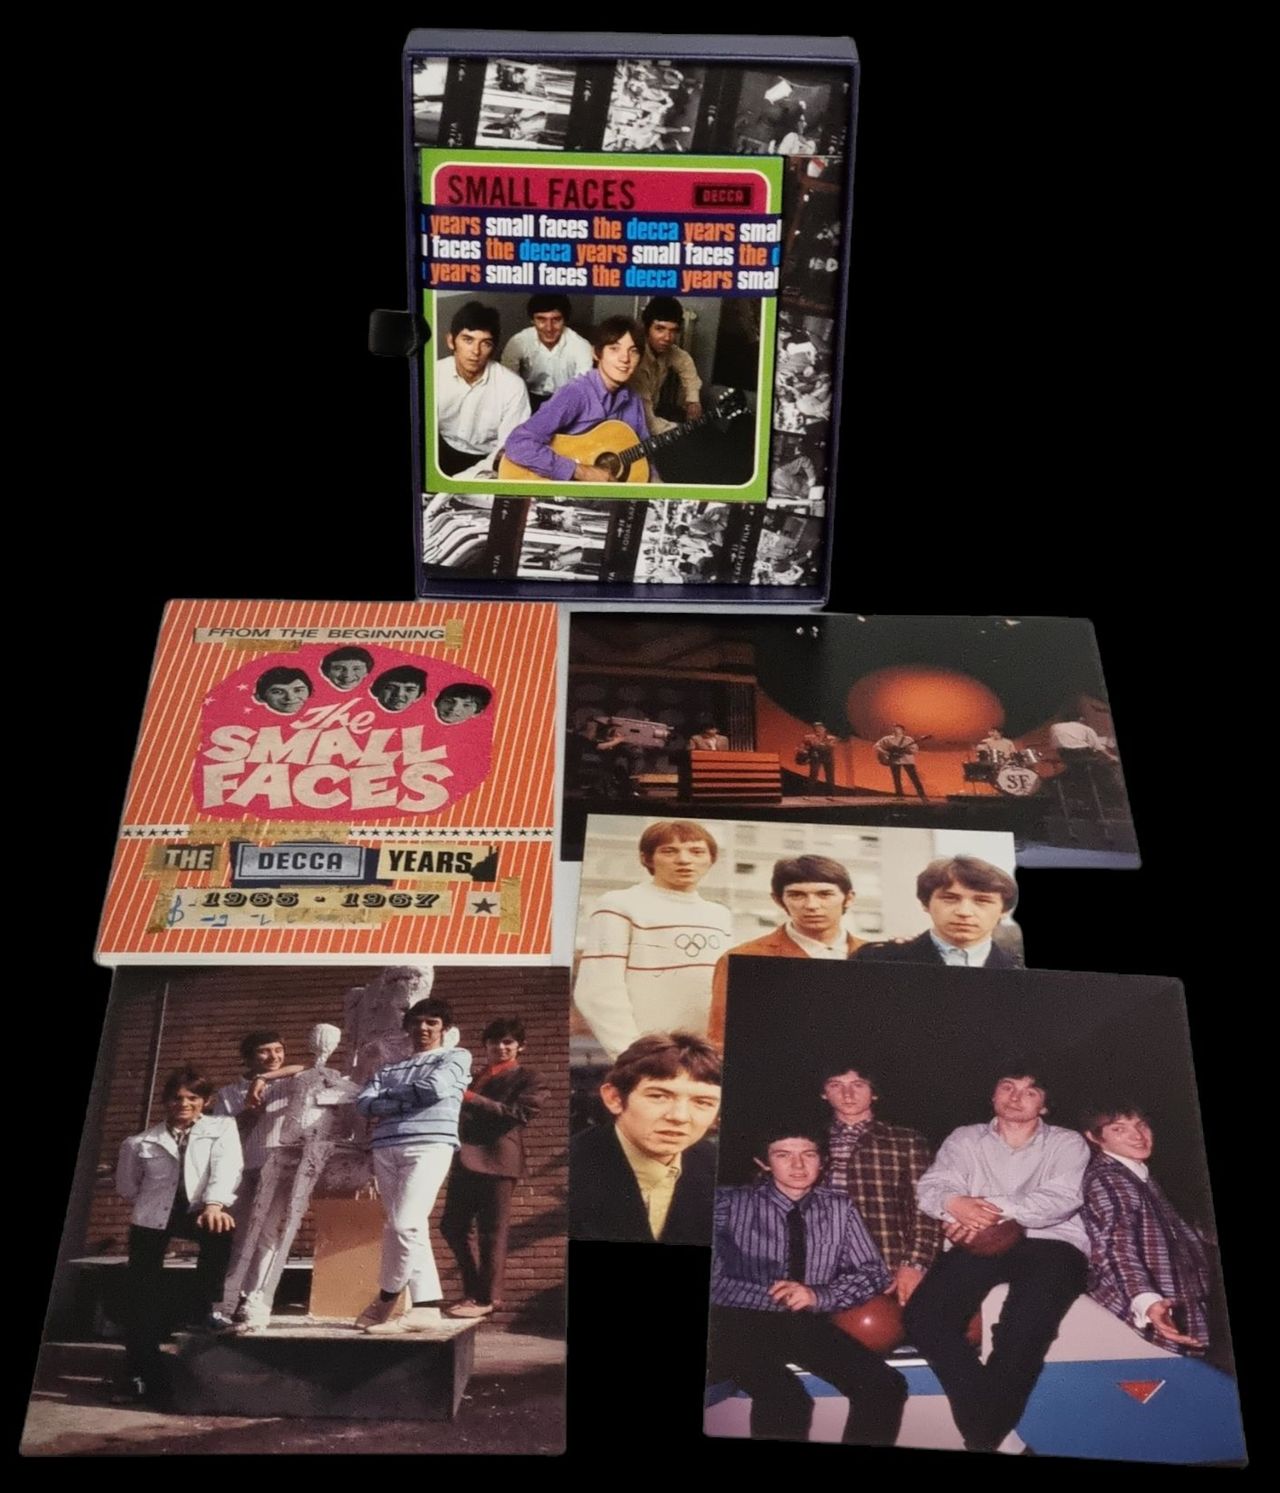 SMALL FACES
DECCA
years small faces the decca years smal
l faces the decca years small faces the d
years small faces the decca years smal
FROM THE BEGINNING
The
SMALL
FACES
THE DECCA YEARS
1965 - 1967
SF